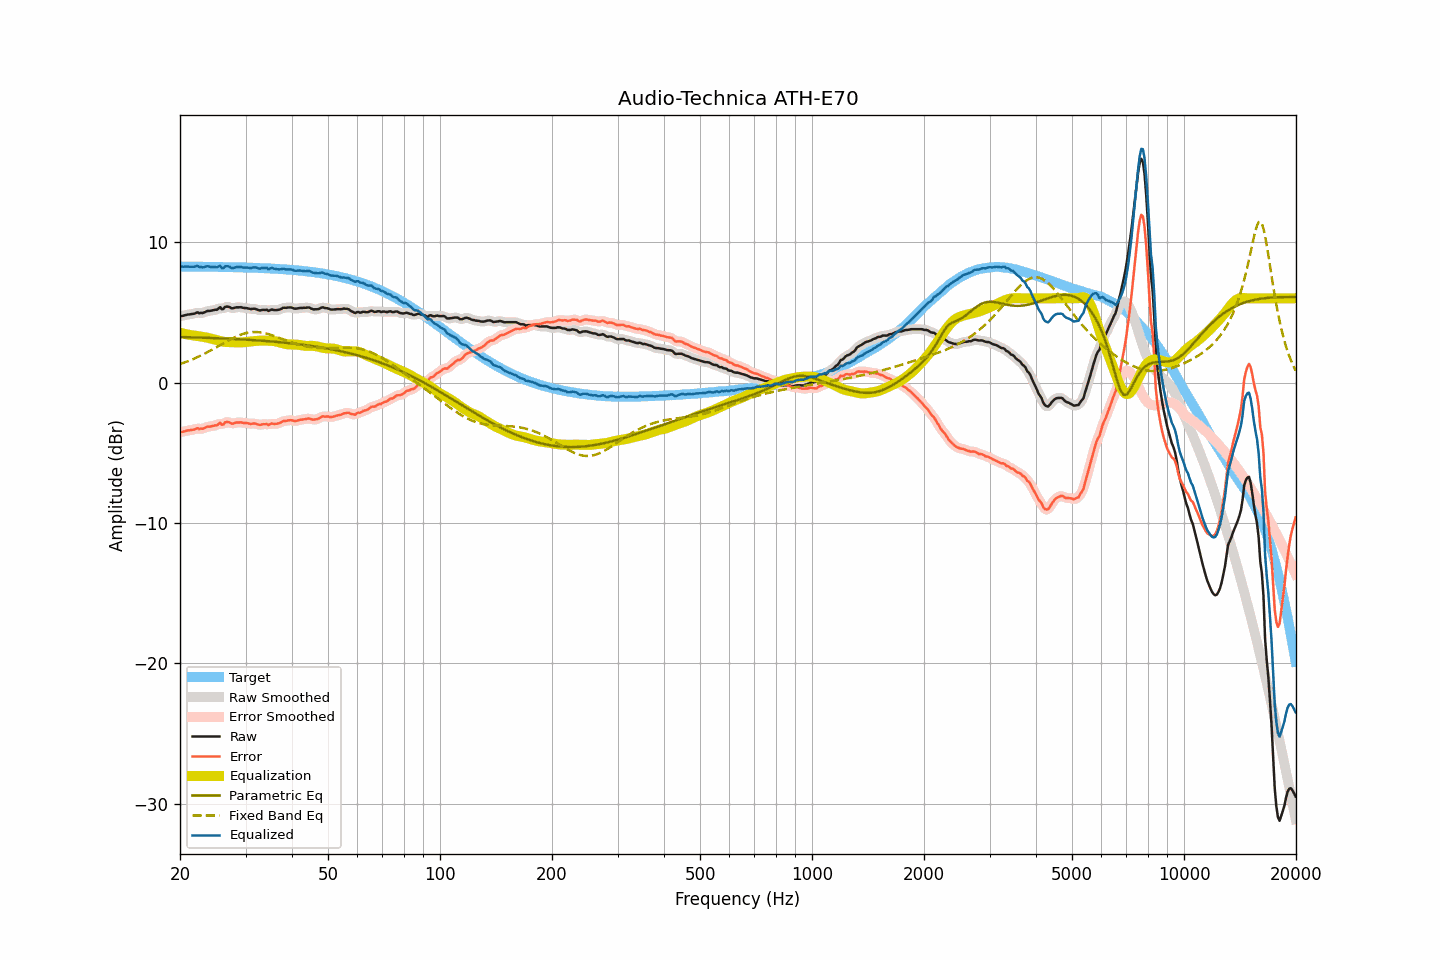 Audio-Technica ATH-E70
Amplitude (dBr)
10
0
−10
−20
−30
Target
Raw Smoothed
Error Smoothed
Raw
Error
Equalization
Parametric Eq
Fixed Band Eq
Equalized
20 50 100 200 500 1000 2000 5000 10000 20000
Frequency (Hz)